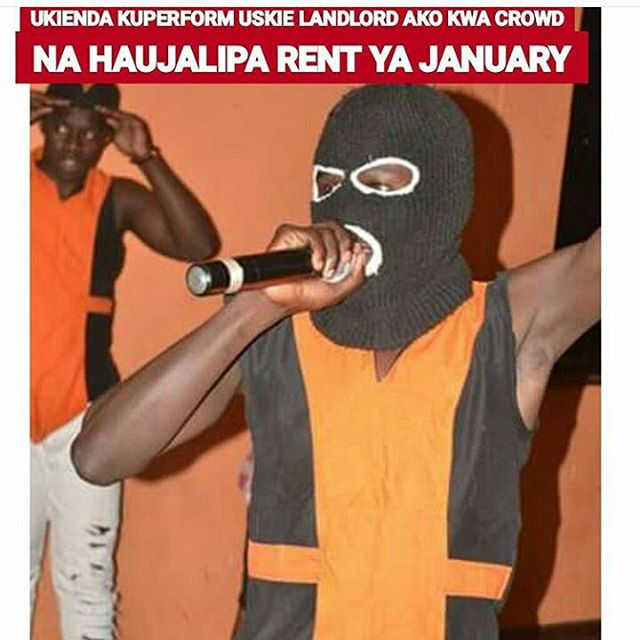 UKIENDA KUPERFORM USKIE LANDLORD AKO KWA CROWD
NA HAUJALIPA RENT YA JANUARY